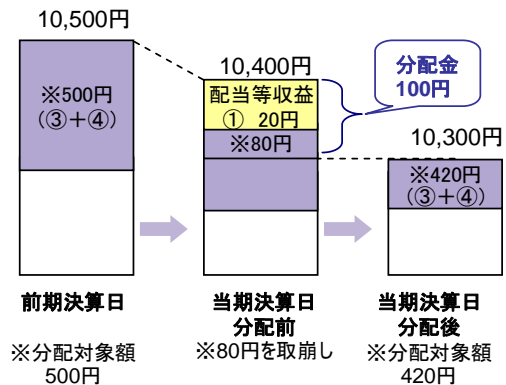 10,500円
※500円
(③+④)
前期決算日
※分配対象額
500円
10,400円
配当等収益
① 20円
※80円
当期決算日
分配前
※80円を取崩し
分配金
100円
10,300円
※420円
(③+④)
当期決算日
分配後
※分配対象額
420円